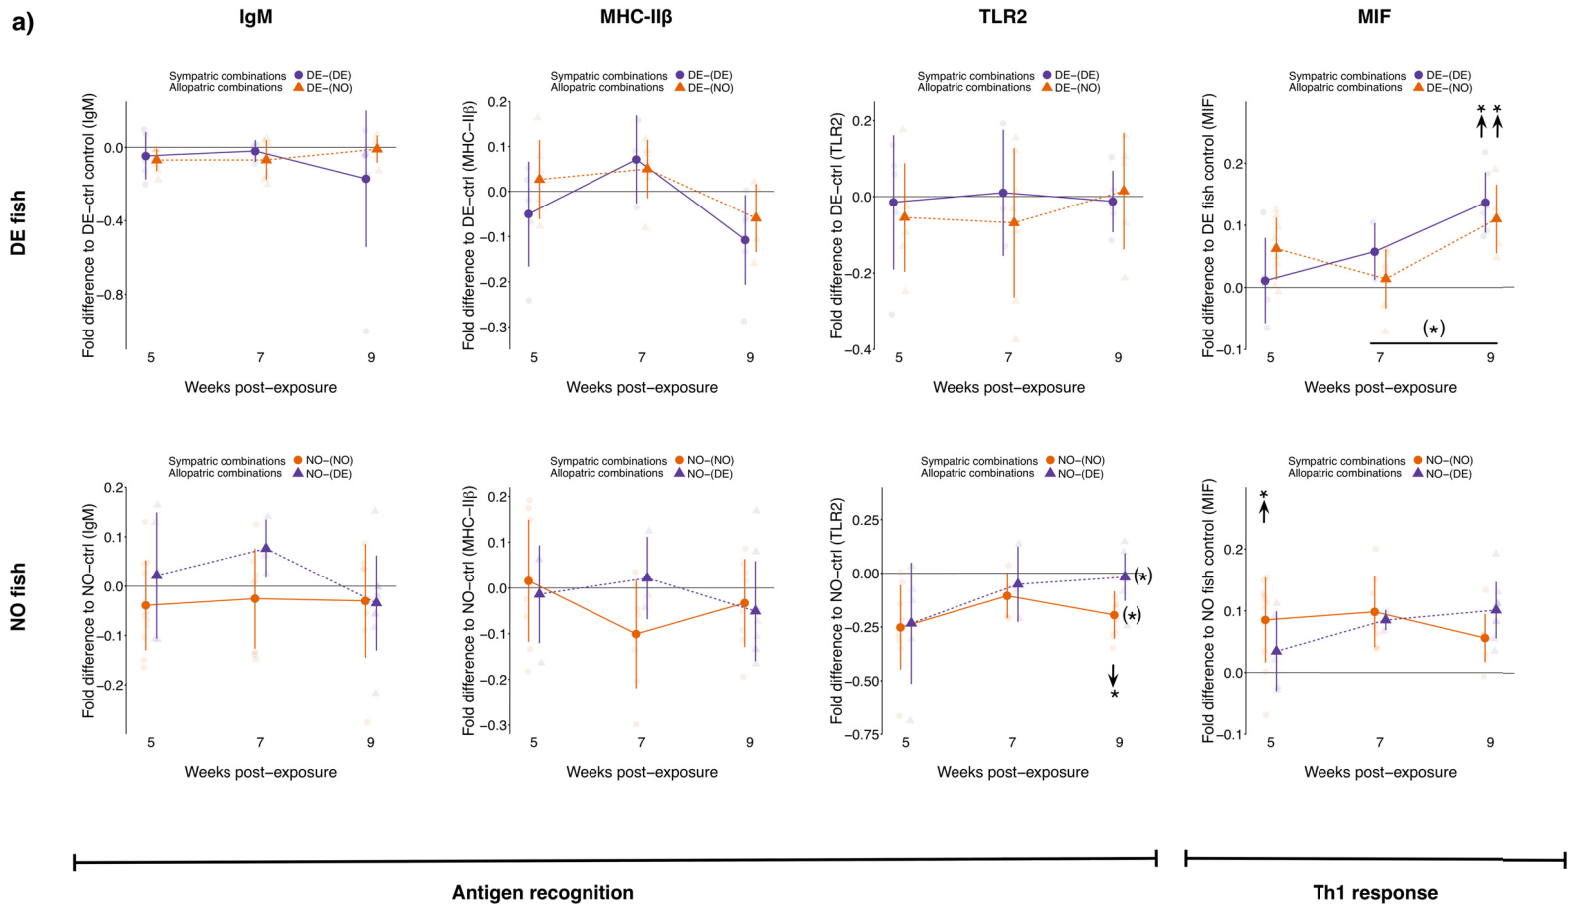 a)
IgM
MHC-IIβ
TLR2
MIF
DE fish
Sympatric combinations DE−(DE)
Allopatric combinations DE−(NO)
Fold difference to DE−ctrl control (IgM)
0.0
−0.4
−0.8
5 7 9
Weeks post−exposure
Sympatric combinations DE−(DE)
Allopatric combinations DE−(NO)
Fold difference to DE−ctrl (MHC−IIβ)
0.2
0.1
0.0
−0.1
−0.2
−0.3
5 7 9
Weeks post−exposure
Sympatric combinations DE−(DE)
Allopatric combinations DE−(NO)
Fold difference to DE−ctrl (TLR2)
0.2
0.0
−0.2
−0.4
5 7 9
Weeks post−exposure
Sympatric combinations DE−(DE)
Allopatric combinations DE−(NO)
Fold difference to DE fish control (MIF)
* *
0.2
0.1
0.0
(*)
−0.1
5 7 9
Weeks post−exposure
NO fish
Sympatric combinations NO−(NO)
Allopatric combinations NO−(DE)
Fold difference to NO−ctrl (IgM)
0.2
0.1
0.0
−0.1
−0.2
5 7 9
Weeks post−exposure
Sympatric combinations NO−(NO)
Allopatric combinations NO−(DE)
Fold difference to NO−ctrl (MHC−IIβ)
0.2
0.1
0.0
−0.1
−0.2
−0.3
5 7 9
Weeks post−exposure
Sympatric combinations NO−(NO)
Allopatric combinations NO−(DE)
Fold difference to NO−ctrl (TLR2)
0.25
0.00
(*)
−0.25
(*)
−0.50
*
−0.75
5 7 9
Weeks post−exposure
Sympatric combinations NO−(NO)
Allopatric combinations NO−(DE)
Fold difference to NO fish control (MIF)
*
0.2
0.1
0.0
−0.1
5 7 9
Weeks post−exposure
Antigen recognition
Th1 response